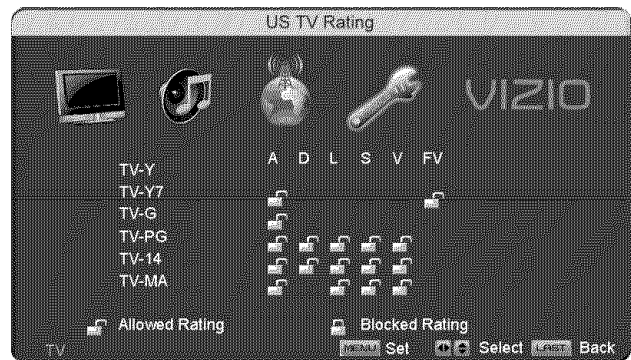 US TV Rating
VIZIO
A D L S V FV
TV-Y
TV-Y7
TV-G
TV-PG
TV-14
TV-MA
Allowed Rating Blocked Rating
TV MENU Set Select LAST Back